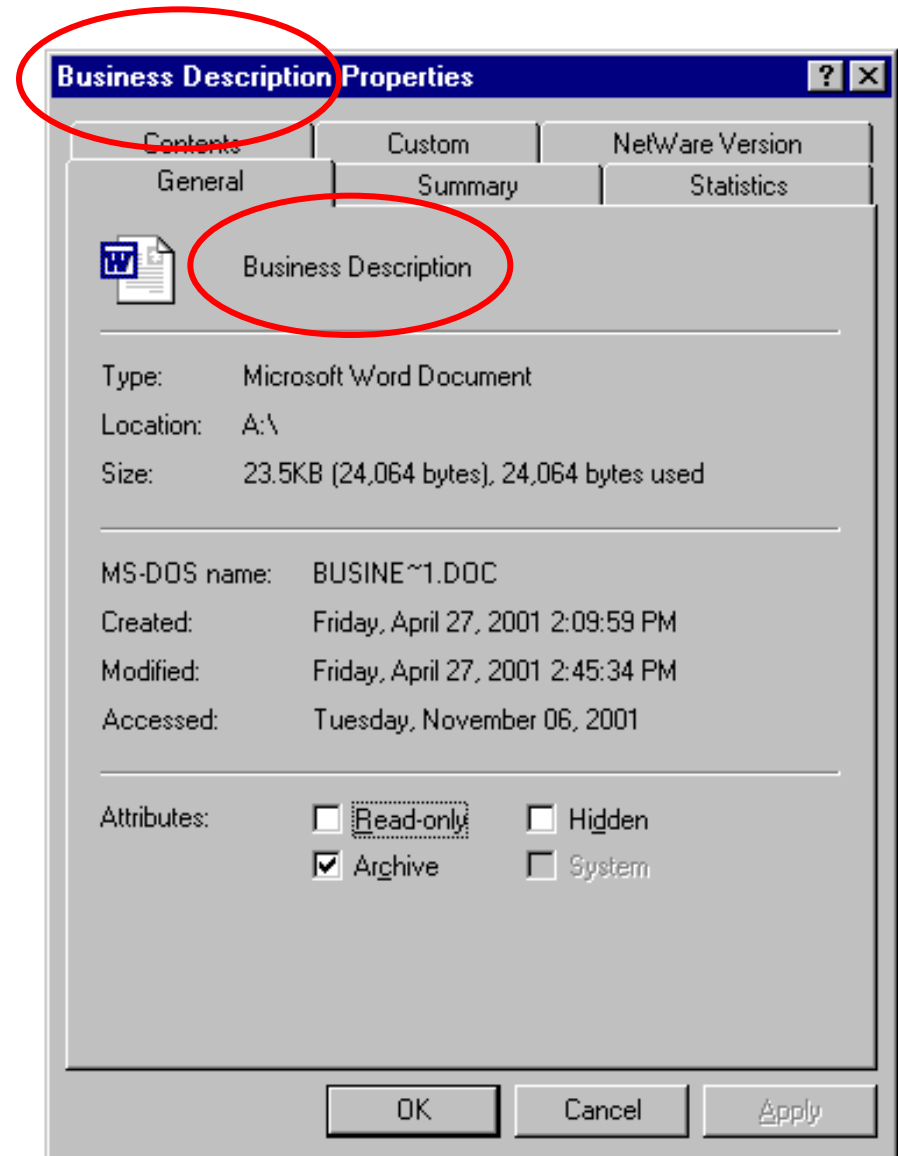 Business Description Properties
Contents Custom NetWare Version
General Summary Statistics
W Business Description
Type: Microsoft Word Document
Location: A:\
Size: 23.5KB (24,064 bytes), 24,064 bytes used
MS-DOS name: BUSINE~1.DOC
Created: Friday, April 27, 2001 2:09:59 PM
Modified: Friday, April 27, 2001 2:45:34 PM
Accessed: Tuesday, November 06, 2001
Attributes: Read-only Hidden
Archive System
OK Cancel Apply